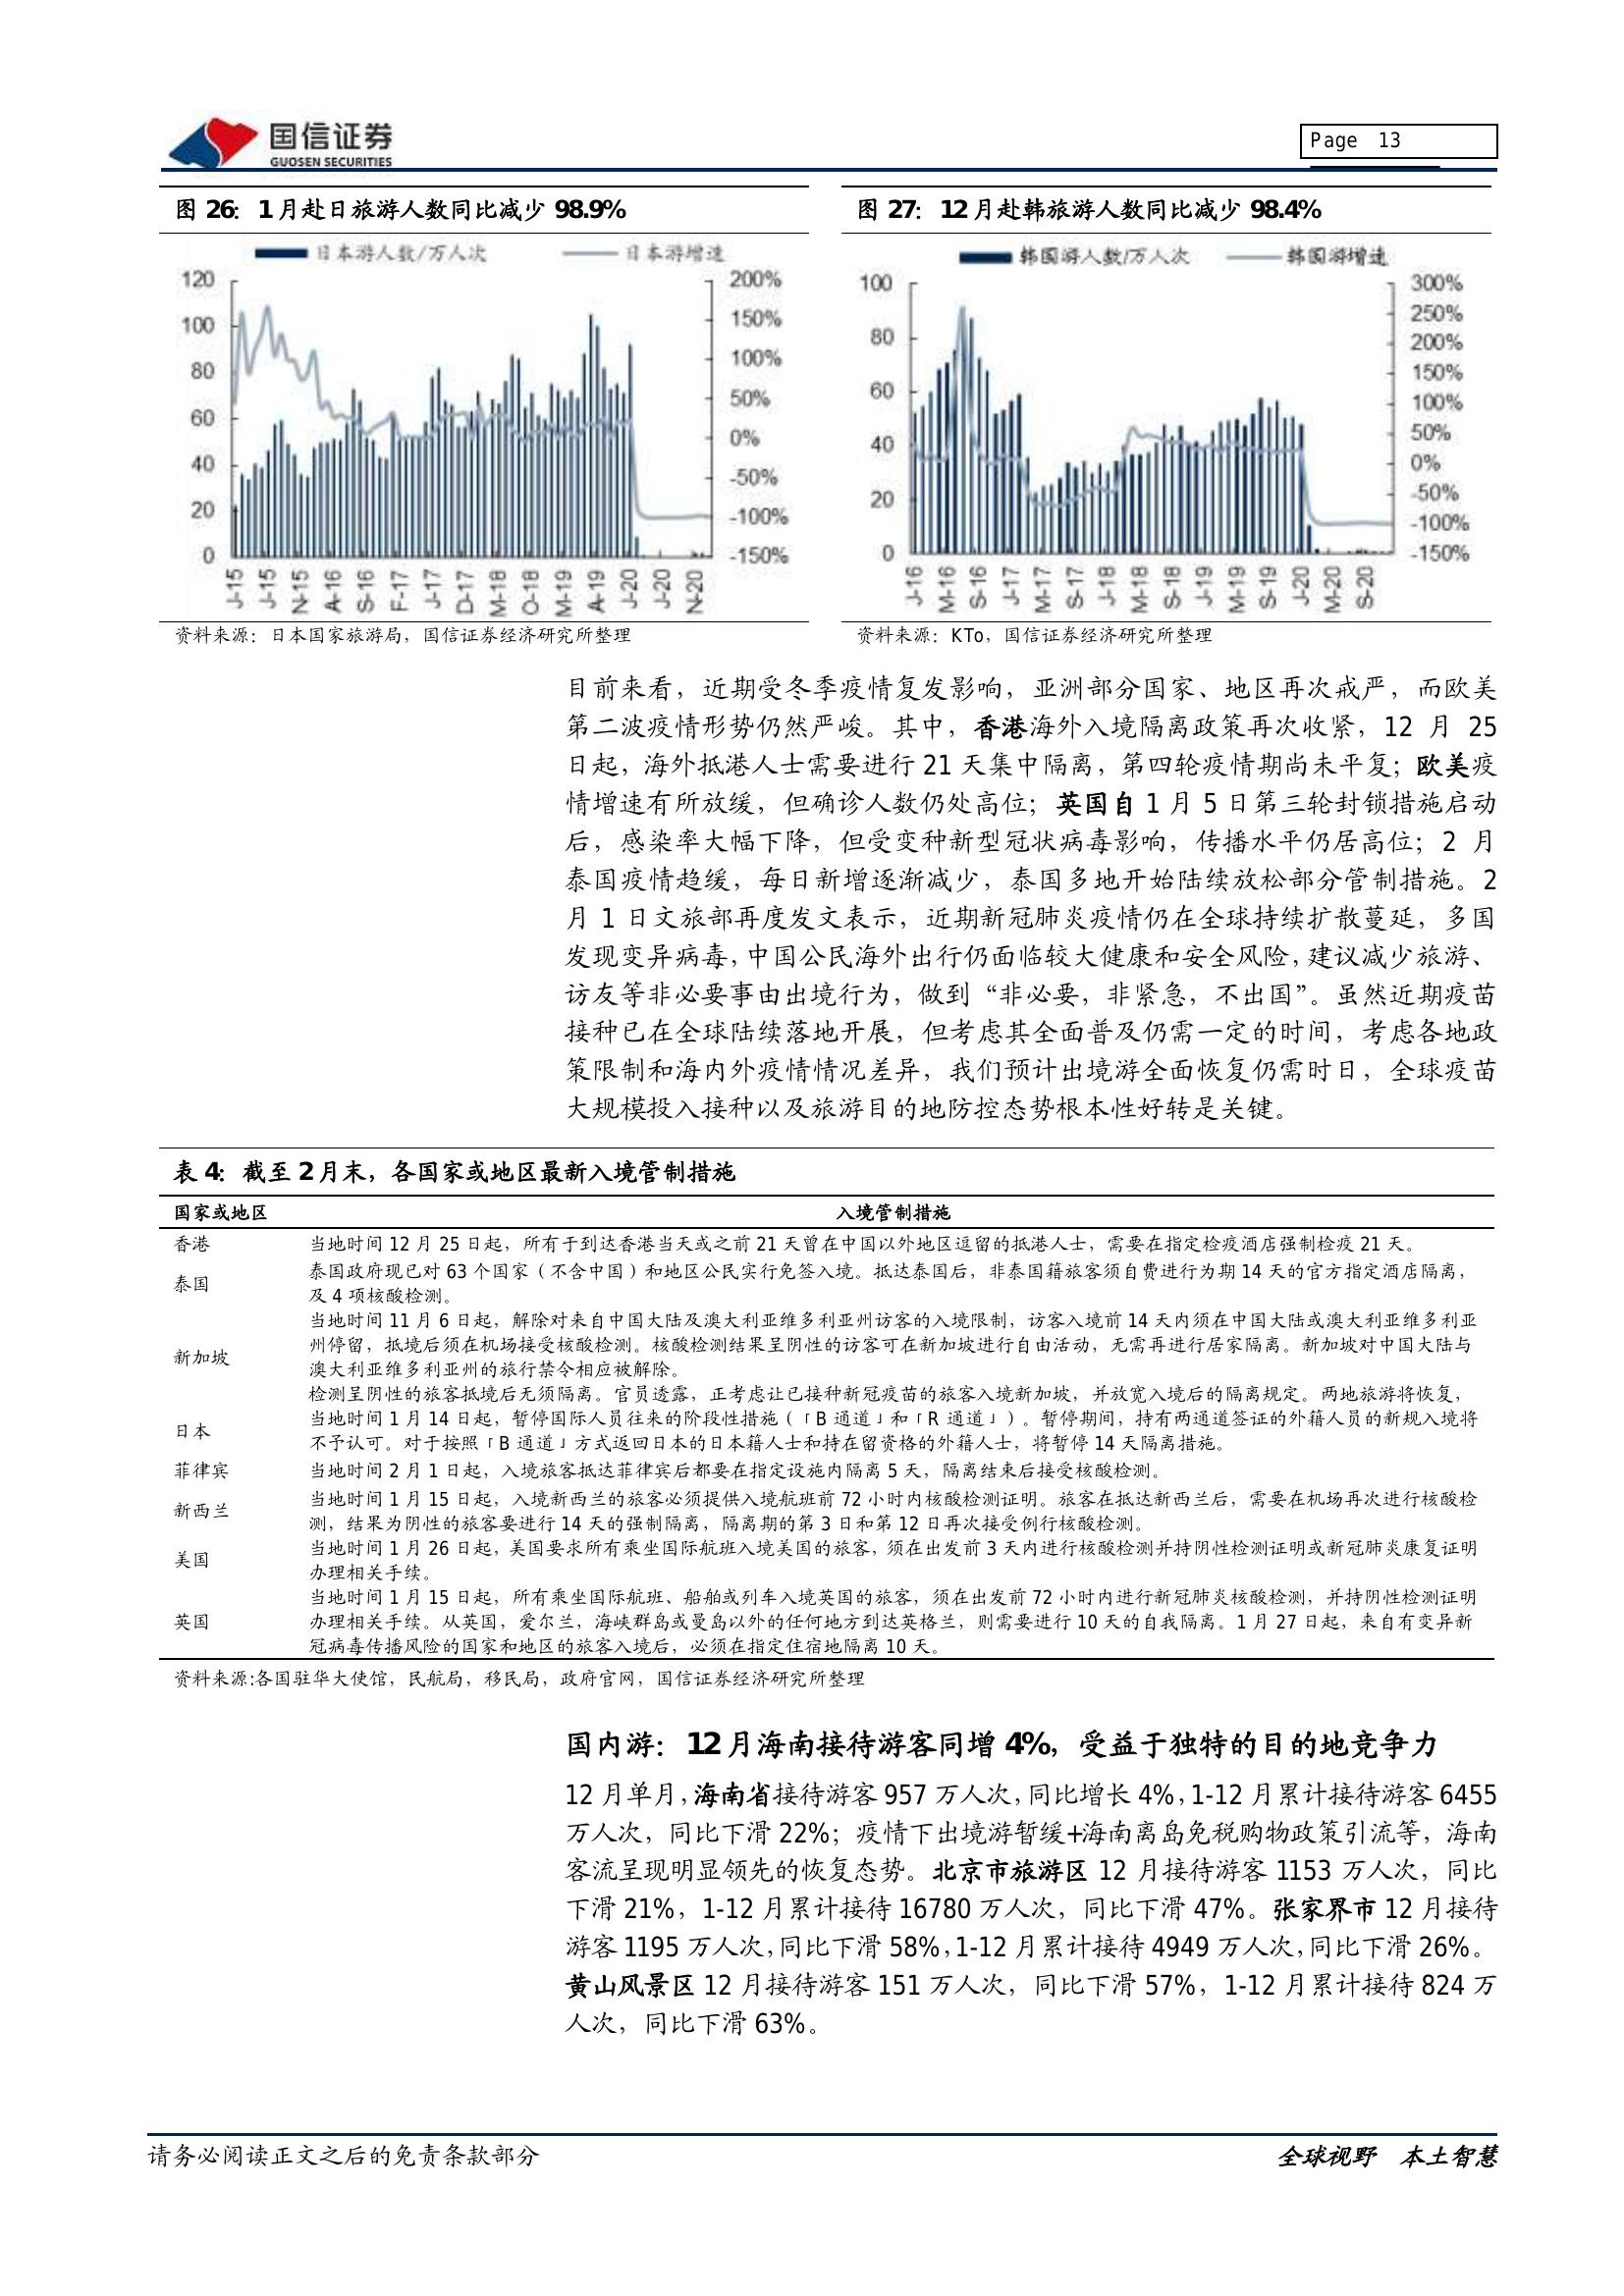 国信证券
GUOSEN SECURITIES
Page 13
图 26：1 月赴日旅游人数同比减少 98.9%
日本游人数/万人次
日本游增速
120
100
80
60
40
20
0
200%
150%
100%
50%
0%
-50%
-100%
-150%
J-15
J-15
N-15
A-16
S-16
F-17
J-17
D-17
M-18
O-18
M-19
A-19
J-20
J-20
N-20
资料来源：日本国家旅游局，国信证券经济研究所整理
图 27：12 月赴韩旅游人数同比减少 98.4%
韩国游人数/万人次
韩国游增速
100
80
60
40
20
0
300%
250%
200%
150%
100%
50%
0%
-50%
-100%
-150%
J-16
M-16
S-16
J-17
M-17
S-17
J-18
M-18
S-18
J-19
M-19
S-19
J-20
M-20
S-20
资料来源：KTo，国信证券经济研究所整理
目前来看，近期受冬季疫情复发影响，亚洲部分国家、地区再次戒严，而欧美
第二波疫情形势仍然严峻。其中，香港海外入境隔离政策再次收紧，12 月 25
日起，海外抵港人士需要进行 21 天集中隔离，第四轮疫情期尚未平复；欧美疫
情增速有所放缓，但确诊人数仍处高位；英国自 1 月 5 日第三轮封锁措施启动
后，感染率大幅下降，但受变种新型冠状病毒影响，传播水平仍居高位；2 月
泰国疫情趋缓，每日新增逐渐减少，泰国多地开始陆续放松部分管制措施。2
月 1 日文旅部再度发文表示，近期新冠肺炎疫情仍在全球持续扩散蔓延，多国
发现变异病毒，中国公民海外出行仍面临较大健康和安全风险，建议减少旅游、
访友等非必要事由出境行为，做到“非必要，非紧急，不出国”。虽然近期疫苗
接种已在全球陆续落地开展，但考虑其全面普及仍需一定的时间，考虑各地政
策限制和海内外疫情情况差异，我们预计出境游全面恢复仍需时日，全球疫苗
大规模投入接种以及旅游目的地防控态势根本性好转是关键。
表 4：截至 2 月末，各国家或地区最新入境管制措施
国家或地区 入境管制措施
香港 当地时间 12 月 25 日起，所有于到达香港当天或之前 21 天曾在中国以外地区逗留的抵港人士，需要在指定检疫酒店强制检疫 21 天。
泰国 泰国政府现已对 63 个国家（不含中国）和地区公民实行免签入境。抵达泰国后，非泰国籍旅客须自费进行为期 14 天的官方指定酒店隔离，
及 4 项核酸检测。
新加坡 当地时间 11 月 6 日起，解除对来自中国大陆及澳大利亚维多利亚州访客的入境限制，访客入境前 14 天内须在中国大陆或澳大利亚维多利亚
州停留，抵境后须在机场接受核酸检测。核酸检测结果呈阴性的访客可在新加坡进行自由活动，无需再进行居家隔离。新加坡对中国大陆与
澳大利亚维多利亚州的旅行禁令相应被解除。
检测呈阴性的旅客抵境后无须隔离。官员透露，正考虑让已接种新冠疫苗的旅客入境新加坡，并放宽入境后的隔离规定。两地旅游将恢复，
日本 当地时间 1 月 14 日起，暂停国际人员往来的阶段性措施（「B 通道」和「R 通道」）。暂停期间，持有两通道签证的外籍人员的新规入境将
不予认可。对于按照「B 通道」方式返回日本的日本籍人士和持在留资格的外籍人士，将暂停 14 天隔离措施。
菲律宾 当地时间 2 月 1 日起，入境旅客抵达菲律宾后都要在指定设施内隔离 5 天，隔离结束后接受核酸检测。
新西兰 当地时间 1 月 15 日起，入境新西兰的旅客必须提供入境航班前 72 小时内核酸检测证明。旅客在抵达新西兰后，需要在机场再次进行核酸检
测，结果为阴性的旅客要进行 14 天的强制隔离，隔离期的第 3 日和第 12 日再次接受例行核酸检测。
美国 当地时间 1 月 26 日起，美国要求所有乘坐国际航班入境美国的旅客，须在出发前 3 天内进行核酸检测并持阴性检测证明或新冠肺炎康复证明
办理相关手续。
英国 当地时间 1 月 15 日起，所有乘坐国际航班、船舶或列车入境英国的旅客，须在出发前 72 小时内进行新冠肺炎核酸检测，并持阴性检测证明
办理相关手续。从英国，爱尔兰，海峡群岛或曼岛以外的任何地方到达英格兰，则需要进行 10 天的自我隔离。1 月 27 日起，来自有变异新
冠病毒传播风险的国家和地区的旅客入境后，必须在指定住宿地隔离 10 天。
资料来源:各国驻华大使馆，民航局，移民局，政府官网，国信证券经济研究所整理
国内游：12 月海南接待游客同增 4%，受益于独特的目的地竞争力
12 月单月，海南省接待游客 957 万人次，同比增长 4%，1-12 月累计接待游客 6455
万人次，同比下滑 22%；疫情下出境游暂缓+海南离岛免税购物政策引流等，海南
客流呈现明显领先的恢复态势。北京市旅游区 12 月接待游客 1153 万人次，同比
下滑 21%，1-12 月累计接待 16780 万人次，同比下滑 47%。张家界市 12 月接待
游客 1195 万人次，同比下滑 58%，1-12 月累计接待 4949 万人次，同比下滑 26%。
黄山风景区 12 月接待游客 151 万人次，同比下滑 57%，1-12 月累计接待 824 万
人次，同比下滑 63%。
请务必阅读正文之后的免责条款部分
全球视野 本土智慧